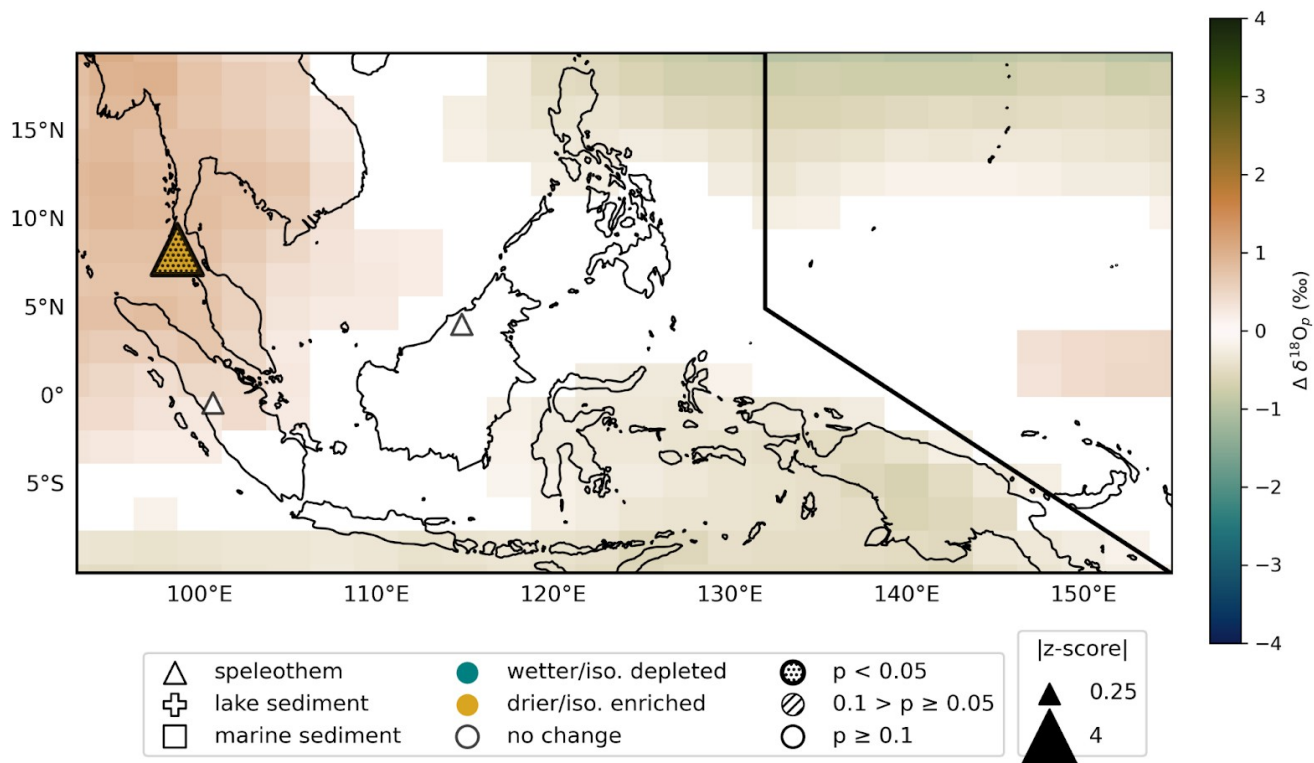 4
3
2
1
0
−1
−2
−3
−4
Δ δ¹⁸Oₚ (‰)
15°N
10°N
5°N
0°
5°S
100°E 110°E 120°E 130°E 140°E 150°E
speleothem wetter/iso. depleted p < 0.05
lake sediment drier/iso. enriched 0.1 > p ≥ 0.05
marine sediment no change p ≥ 0.1
|z-score|
0.25
4